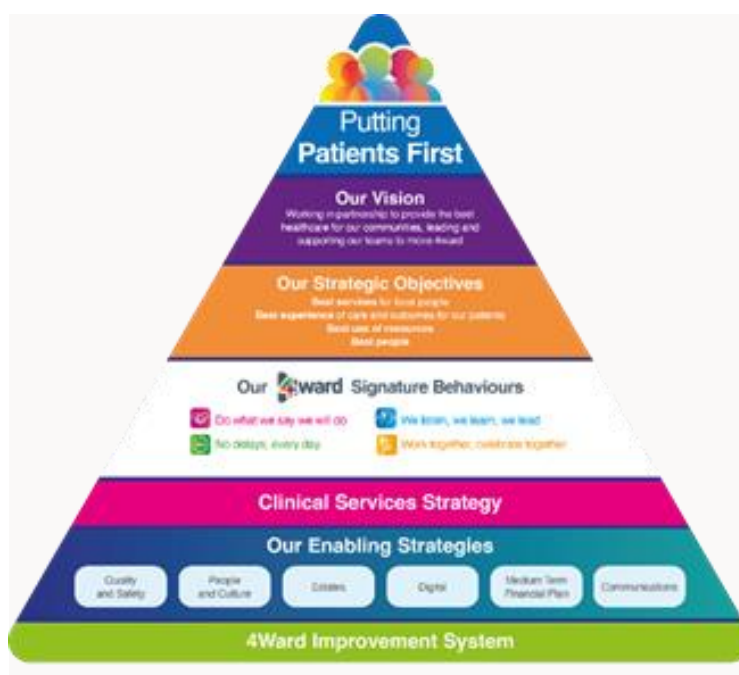 Putting
Patients First
Our Vision
Working in partnership to provide the best
healthcare for our communities, leading and
supporting our teams to move 4ward
Our Strategic Objectives
Best services for local people
Best experience of care and outcomes for our patients
Best use of resources
Best people
Our 4ward Signature Behaviours
Do what we say we will do
We listen, we learn, we lead
No delays, every day
Work together, celebrate together
Clinical Services Strategy
Our Enabling Strategies
Quality
and Safety
People
and Culture
Estates
Digital
Medium Term
Financial Plan
Communications
4Ward Improvement System